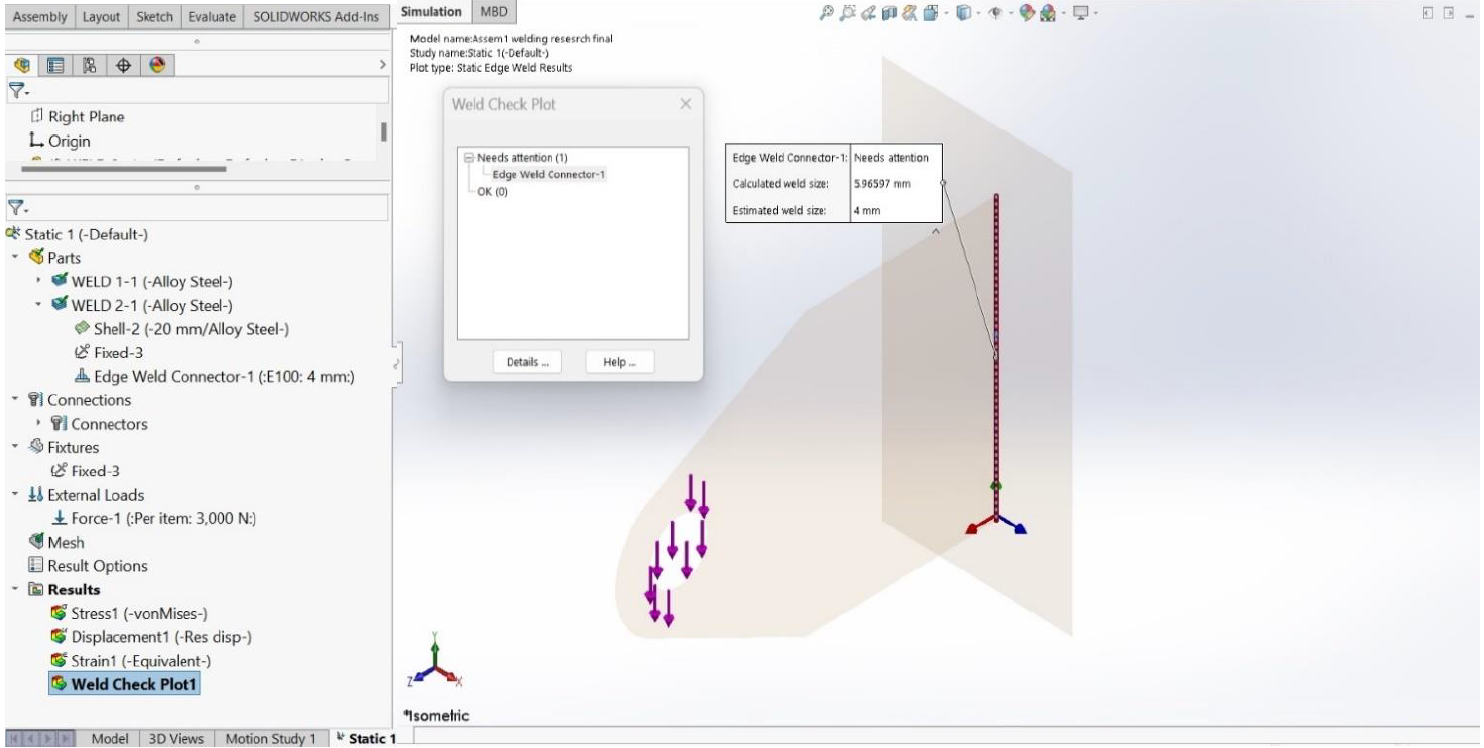 Assembly Layout Sketch Evaluate SOLIDWORKS Add-Ins Simulation MBD
Right Plane
Origin
Static 1 (-Default-)
Parts
WELD 1-1 (-Alloy Steel-)
WELD 2-1 (-Alloy Steel-)
Shell-2 (-20 mm/Alloy Steel-)
Fixed-3
Edge Weld Connector-1 (:E100: 4 mm:)
Connections
Connectors
Fixtures
Fixed-3
External Loads
Force-1 (:Per item: 3,000 N:)
Mesh
Result Options
Results
Stress1 (-vonMises-)
Displacement1 (-Res disp-)
Strain1 (-Equivalent-)
Weld Check Plot1
Model name:Assem1 welding resesrch final
Study name:Static 1(-Default-)
Plot type: Static Edge Weld Results
Weld Check Plot
Needs attention (1)
Edge Weld Connector-1
OK (0)
Details ... Help ...
Edge Weld Connector-1: Needs attention
Calculated weld size: 5.96597 mm
Estimated weld size: 4 mm
Y
Z X
*Isometric
Model 3D Views Motion Study 1 Static 1